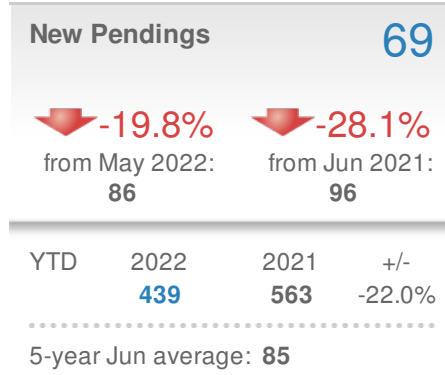 New Pendings 69
-19.8% -28.1%
from May 2022: from Jun 2021:
86 96
YTD 2022 2021 +/-
439 563 -22.0%
5-year Jun average: 85